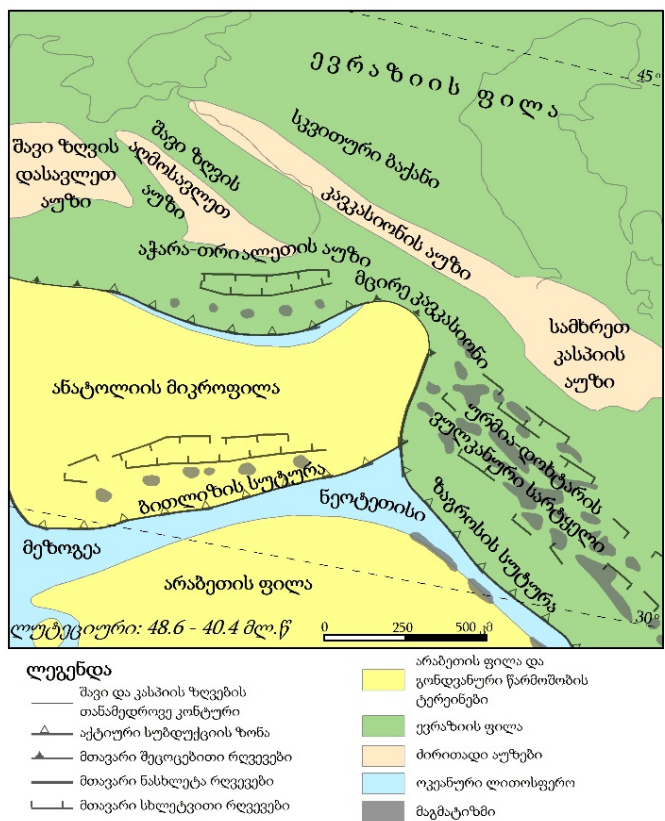 ევრაზიის ფილა
45°
სკვითური ბაქანი
შავი ზღვის
დასავლეთ
აუზი
შავი ზღვის
აღმოსავლეთ
აუზი
კავკასიონის აუზი
აჭარა-თრიალეთის აუზი
მცირე კავკასიონი
სამხრეთ
კასპიის
აუზი
ანატოლიის მიკროფილა
ურმია-დოხტარის
ვულკანური სარტყელი
ბითლიზის სუტურა
ნეოტეთისი
ზაგროსის სუტურა
მეზოგეა
არაბეთის ფილა
30°
ლუტეციური: 48.6 - 40.4 მლ.წ
0 250 500
ლეგენდა
შავი და კასპიის ზღვების
თანამედროვე კონტური
აქტიური სუბდუქციის ზონა
მთავარი შეცოცებითი რღვევები
მთავარი ნასხლეტა რღვევები
მთავარი სხლეტვითი რღვევები
არაბეთის ფილა და
გონდვანური წარმოშობის
ტერეინები
ევრაზიის ფილა
ძირითადი აუზები
ოკეანური ლითოსფერო
მაგმატიზმი